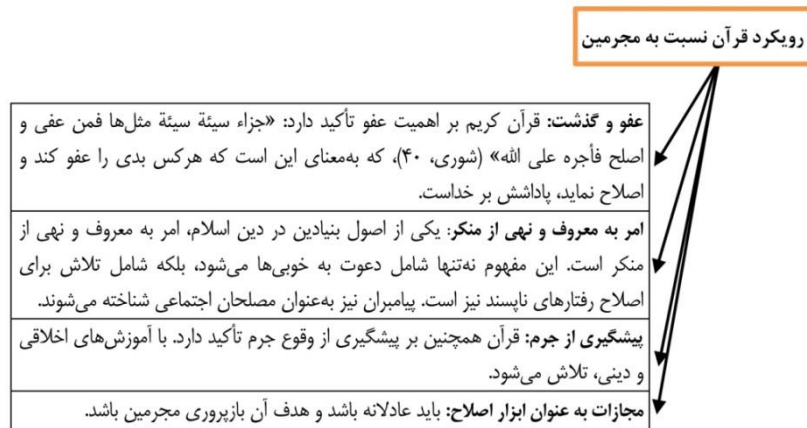 رویکرد قرآن نسبت به مجرمین
عفو و گذشت: قرآن کریم بر اهمیت عفو تأکید دارد: «جزاء سیئة سیئة مثل‌ها فمن عفی و
اصلح فأجره علی الله» (شوری، ۴۰)، که به‌معنای این است که هرکس بدی را عفو کند و
اصلاح نماید، پاداشش بر خداست.
امر به معروف و نهی از منکر: یکی از اصول بنیادین در دین اسلام، امر به معروف و نهی از
منکر است. این مفهوم نه‌تنها شامل دعوت به خوبی‌ها می‌شود، بلکه شامل تلاش برای
اصلاح رفتارهای ناپسند نیز است. پیامبران نیز به‌عنوان مصلحان اجتماعی شناخته می‌شوند.
پیشگیری از جرم: قرآن همچنین بر پیشگیری از وقوع جرم تأکید دارد. با آموزش‌های اخلاقی
و دینی، تلاش می‌شود.
مجازات به عنوان ابزار اصلاح: باید عادلانه باشد و هدف آن بازپروری مجرمین باشد.